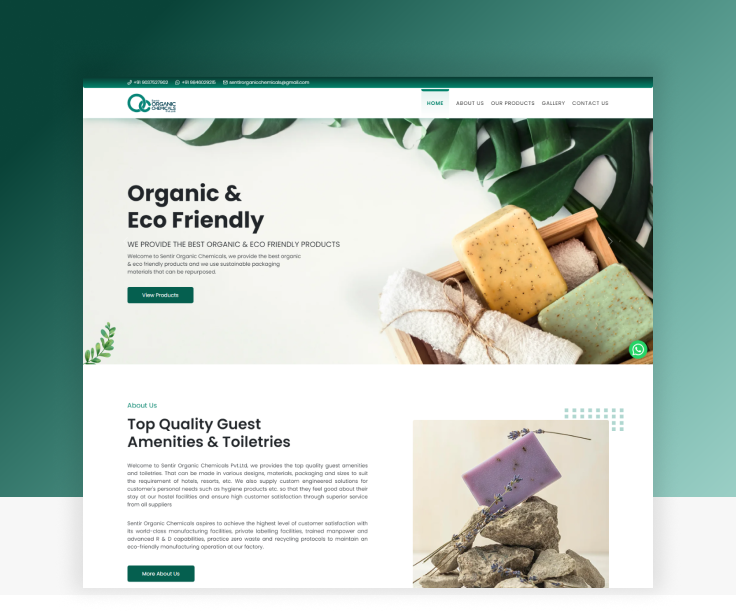 sentirorganicchemicals@gmail.com
ORGANIC
CHEMICALS
HOME ABOUT US OUR PRODUCTS GALLERY CONTACT US
Organic &
Eco Friendly
WE PROVIDE THE BEST ORGANIC & ECO FRIENDLY PRODUCTS
Welcome to Sentir Organic Chemicals, we provide the best organic
& eco friendly products and we use sustainable packaging
materials that can be repurposed.
View Products
About Us
Top Quality Guest
Amenities & Toiletries
Welcome to Sentir Organic Chemicals Pvt.Ltd, we provides the top quality guest amenities
and toiletries. That can be made in various designs, materials, packaging and sizes to suit
the requirement of hotels, resorts, etc. We also supply custom engineered solutions for
customer's personal needs such as hygiene products etc. so that they feel good about their
stay at our hostel facilities and ensure high customer satisfaction through superior service
from all suppliers
Sentir Organic Chemicals aspires to achieve the highest level of customer satisfaction with
its world-class manufacturing facilities, private labelling facilities, trained manpower and
advanced R & D capabilities, practice zero waste and recycling protocols to maintain an
eco-friendly manufacturing operation at our factory.
More About Us